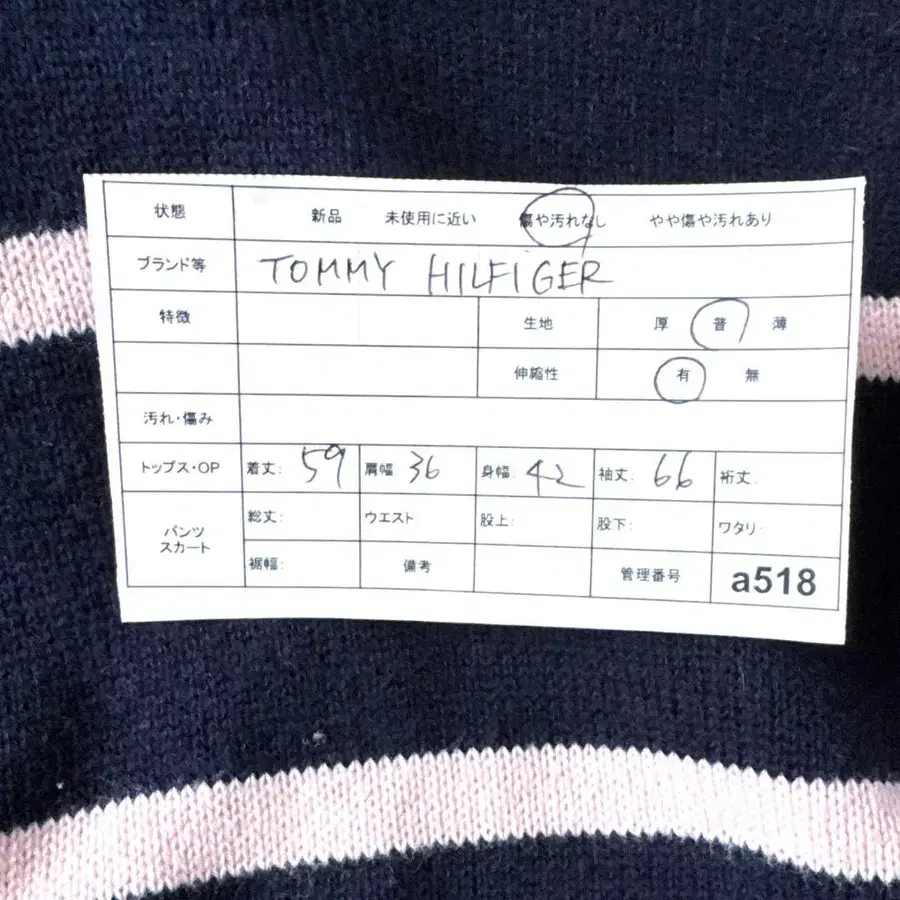 状態 新品 未使用に近い 傷や汚れなし やや傷や汚れあり
ブランド等 TOMMY HILFIGER
特徴 生地 厚 普 薄
伸縮性 有 無
汚れ・傷み
トップス・OP 着丈: 59 肩幅 36 身幅: 42 袖丈: 66 裄丈:
パンツ スカート 総丈: ウエスト 股上: 股下: ワタリ:
裾幅: 備考 管理番号 a518